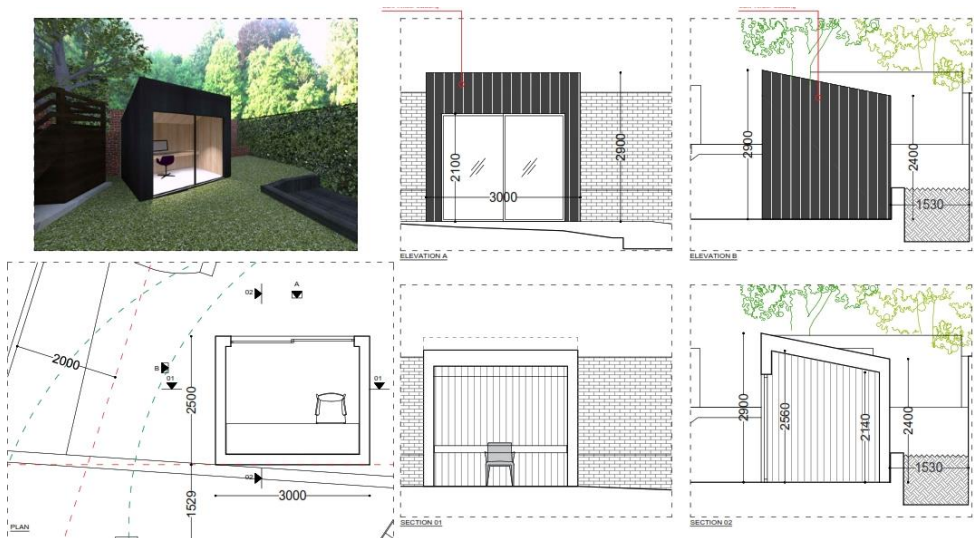 2100
3000
2900
ELEVATION A
2900
2400
1530
ELEVATION B
02
A
2000
B
01
01
2500
02
3000
1529
PLAN
SECTION 01
2900
2560
2140
2400
1530
SECTION 02